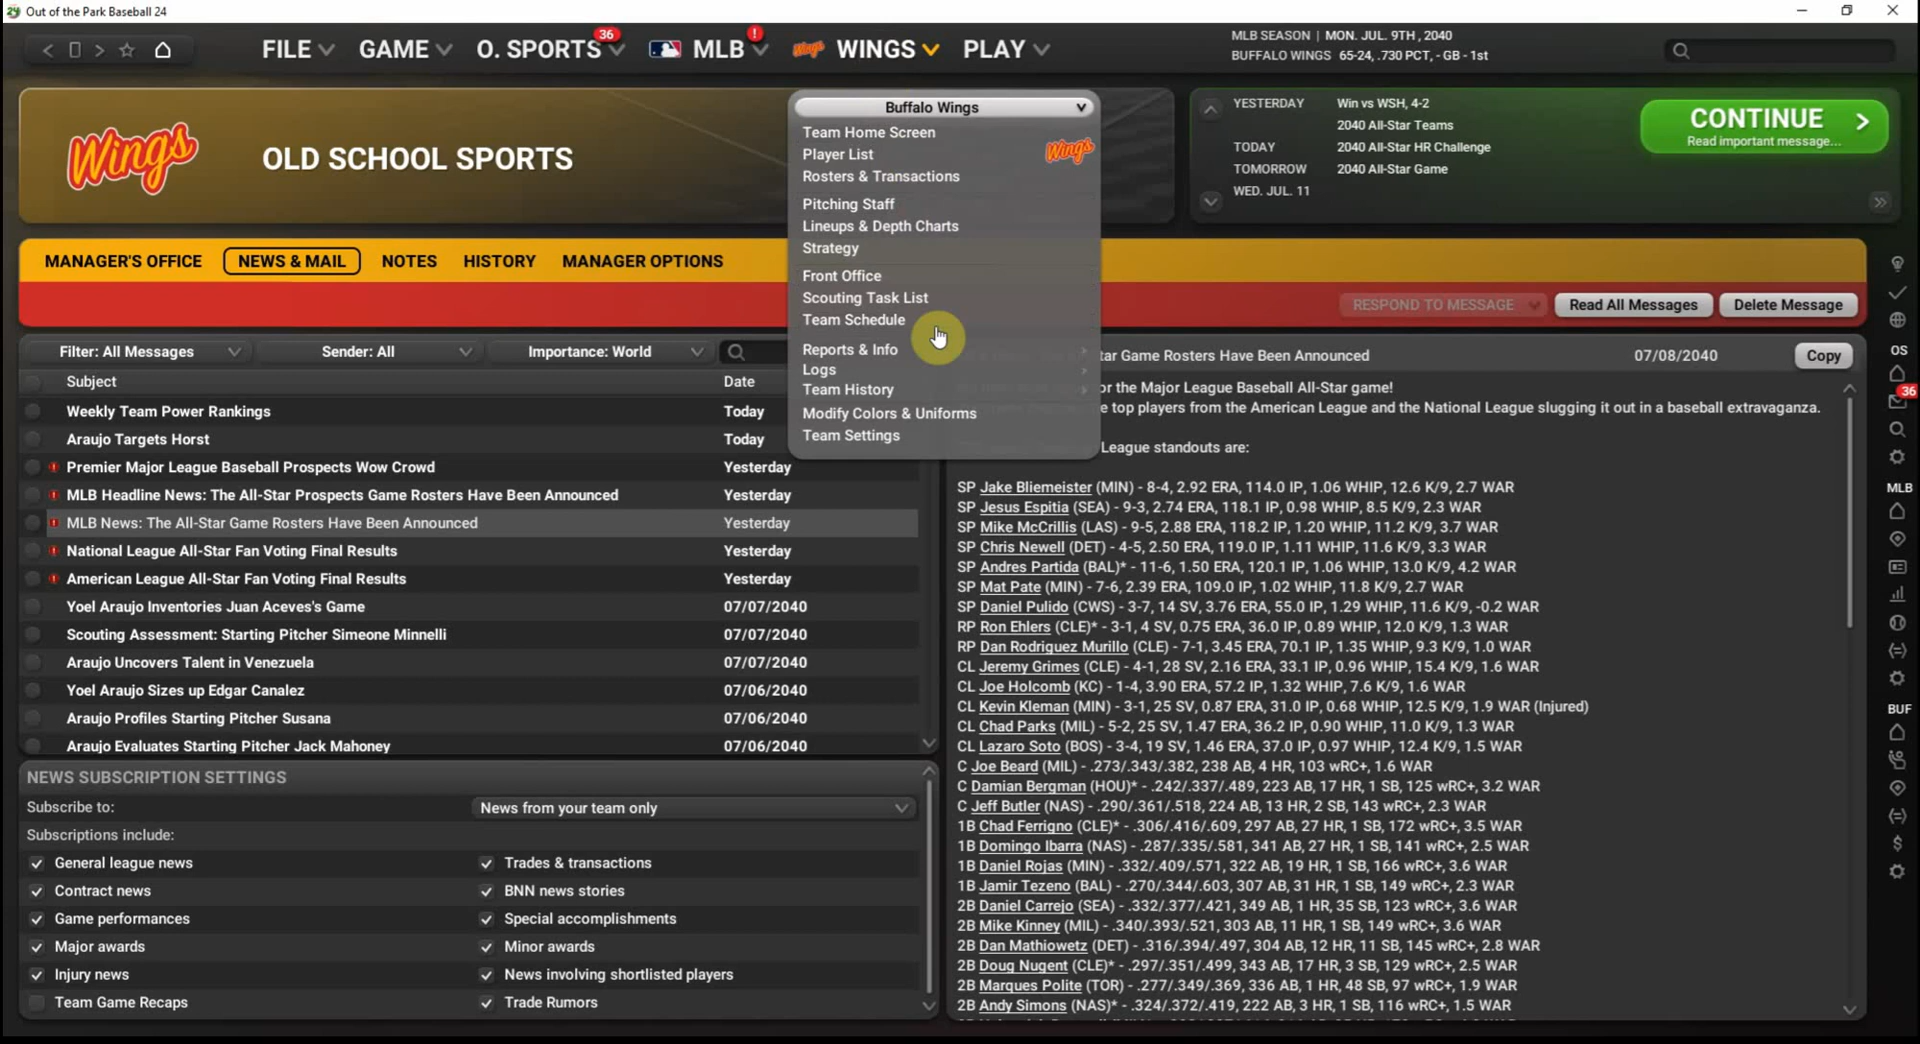 Out of the Park Baseball 24
FILE
GAME
O. SPORTS
36
MLB
!
WINGS
PLAY
MLB SEASON | MON. JUL. 9TH , 2040
BUFFALO WINGS 65-24, .730 PCT, - GB - 1st
Wings
OLD SCHOOL SPORTS
Buffalo Wings
Team Home Screen
Player List
Wings
Rosters & Transactions
Pitching Staff
Lineups & Depth Charts
Strategy
Front Office
Scouting Task List
Team Schedule
Reports & Info
Logs
Team History
Modify Colors & Uniforms
Team Settings
YESTERDAY Win vs WSH, 4-2
2040 All-Star Teams
TODAY 2040 All-Star HR Challenge
TOMORROW 2040 All-Star Game
WED. JUL. 11
CONTINUE
Read important message...
MANAGER'S OFFICE NEWS & MAIL NOTES HISTORY MANAGER OPTIONS
RESPOND TO MESSAGE Read All Messages Delete Message
Filter: All Messages Sender: All Importance: World
Subject Date
Weekly Team Power Rankings Today
Araujo Targets Horst Today
Premier Major League Baseball Prospects Wow Crowd Yesterday
MLB Headline News: The All-Star Prospects Game Rosters Have Been Announced Yesterday
MLB News: The All-Star Game Rosters Have Been Announced Yesterday
National League All-Star Fan Voting Final Results Yesterday
American League All-Star Fan Voting Final Results Yesterday
Yoel Araujo Inventories Juan Aceves's Game 07/07/2040
Scouting Assessment: Starting Pitcher Simeone Minnelli 07/07/2040
Araujo Uncovers Talent in Venezuela 07/07/2040
Yoel Araujo Sizes up Edgar Canalez 07/06/2040
Araujo Profiles Starting Pitcher Susana 07/06/2040
Araujo Evaluates Starting Pitcher Jack Mahoney 07/06/2040
NEWS SUBSCRIPTION SETTINGS
Subscribe to: News from your team only
Subscriptions include:
General league news Trades & transactions
Contract news BNN news stories
Game performances Special accomplishments
Major awards Minor awards
Injury news News involving shortlisted players
Team Game Recaps Trade Rumors
tar Game Rosters Have Been Announced 07/08/2040 Copy
or the Major League Baseball All-Star game!
e top players from the American League and the National League slugging it out in a baseball extravaganza.
League standouts are:
SP Jake Bliemeister (MIN) - 8-4, 2.92 ERA, 114.0 IP, 1.06 WHIP, 12.6 K/9, 2.7 WAR
SP Jesus Espitia (SEA) - 9-3, 2.74 ERA, 118.1 IP, 0.98 WHIP, 8.5 K/9, 2.3 WAR
SP Mike McCrillis (LAS) - 9-5, 2.88 ERA, 118.2 IP, 1.20 WHIP, 11.2 K/9, 3.7 WAR
SP Chris Newell (DET) - 4-5, 2.50 ERA, 119.0 IP, 1.11 WHIP, 11.6 K/9, 3.3 WAR
SP Andres Partida (BAL)* - 11-6, 1.50 ERA, 120.1 IP, 1.06 WHIP, 13.0 K/9, 4.2 WAR
SP Mat Pate (MIN) - 7-6, 2.39 ERA, 109.0 IP, 1.02 WHIP, 11.8 K/9, 2.7 WAR
SP Daniel Pulido (CWS) - 3-7, 14 SV, 3.76 ERA, 55.0 IP, 1.29 WHIP, 11.6 K/9, -0.2 WAR
RP Ron Ehlers (CLE)* - 3-1, 4 SV, 0.75 ERA, 36.0 IP, 0.89 WHIP, 12.0 K/9, 1.3 WAR
RP Dan Rodriguez Murillo (CLE) - 7-1, 3.45 ERA, 70.1 IP, 1.35 WHIP, 9.3 K/9, 1.0 WAR
CL Jeremy Grimes (CLE) - 4-1, 28 SV, 2.16 ERA, 33.1 IP, 0.96 WHIP, 15.4 K/9, 1.6 WAR
CL Joe Holcomb (KC) - 1-4, 3.90 ERA, 57.2 IP, 1.32 WHIP, 7.6 K/9, 1.6 WAR
CL Kevin Kleman (MIN) - 3-1, 25 SV, 0.87 ERA, 31.0 IP, 0.68 WHIP, 12.5 K/9, 1.9 WAR (Injured)
CL Chad Parks (MIL) - 5-2, 25 SV, 1.47 ERA, 36.2 IP, 0.90 WHIP, 11.0 K/9, 1.3 WAR
CL Lazaro Soto (BOS) - 3-4, 19 SV, 1.46 ERA, 37.0 IP, 0.97 WHIP, 12.4 K/9, 1.5 WAR
C Joe Beard (MIL) - .273/.343/.382, 238 AB, 4 HR, 103 wRC+, 1.6 WAR
C Damian Bergman (HOU)* - .242/.337/.489, 223 AB, 17 HR, 1 SB, 125 wRC+, 3.2 WAR
C Jeff Butler (NAS) - .290/.361/.518, 224 AB, 13 HR, 2 SB, 143 wRC+, 2.3 WAR
1B Chad Ferrigno (CLE)* - .306/.416/.609, 297 AB, 27 HR, 1 SB, 172 wRC+, 3.5 WAR
1B Domingo Ibarra (NAS) - .287/.335/.581, 341 AB, 27 HR, 1 SB, 141 wRC+, 2.5 WAR
1B Daniel Rojas (MIN) - .332/.409/.571, 322 AB, 19 HR, 1 SB, 166 wRC+, 3.6 WAR
1B Jamir Tezeno (BAL) - .270/.344/.603, 307 AB, 31 HR, 1 SB, 149 wRC+, 2.3 WAR
2B Daniel Carrejo (SEA) - .332/.377/.421, 349 AB, 1 HR, 35 SB, 123 wRC+, 3.6 WAR
2B Mike Kinney (MIL) - .340/.393/.521, 303 AB, 11 HR, 1 SB, 149 wRC+, 3.6 WAR
2B Dan Mathiowetz (DET) - .316/.394/.497, 304 AB, 12 HR, 11 SB, 145 wRC+, 2.8 WAR
2B Doug Nugent (CLE)* - .297/.351/.499, 343 AB, 17 HR, 3 SB, 129 wRC+, 2.5 WAR
2B Marques Polite (TOR) - .277/.349/.369, 336 AB, 1 HR, 48 SB, 97 wRC+, 1.9 WAR
2B Andy Simons (NAS)* - .324/.372/.419, 222 AB, 3 HR, 1 SB, 116 wRC+, 1.5 WAR
OS
36
MLB
BUF